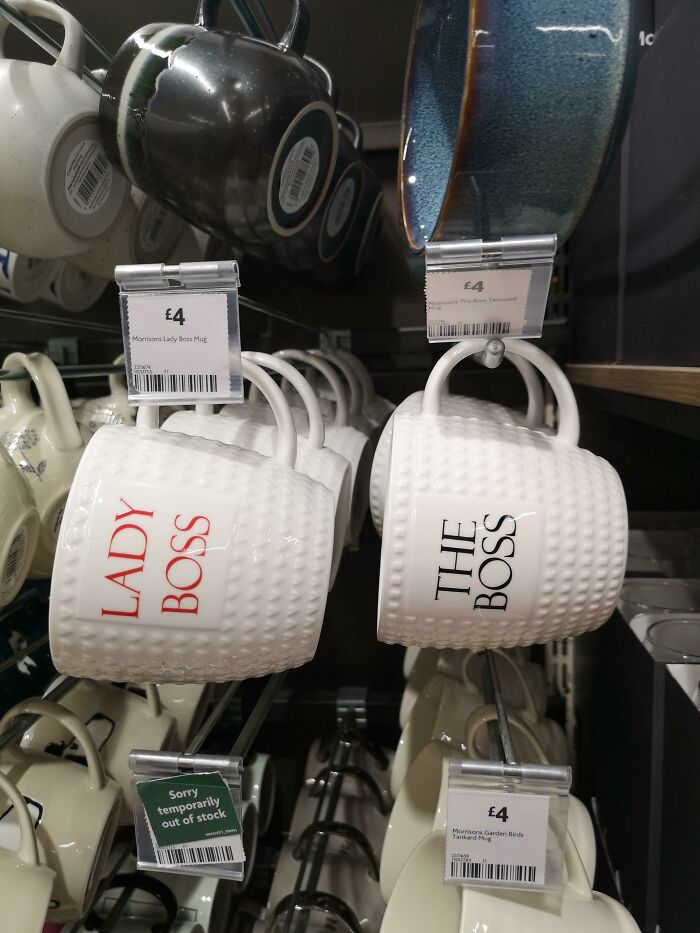 £4
Morrisons Lady Boss Mug
£4
Morrisons The Boss Textured
Mug
LADY
BOSS
THE
BOSS
Sorry
temporarily
out of stock
£4
Morrisons Garden Birds
Tankard Mug